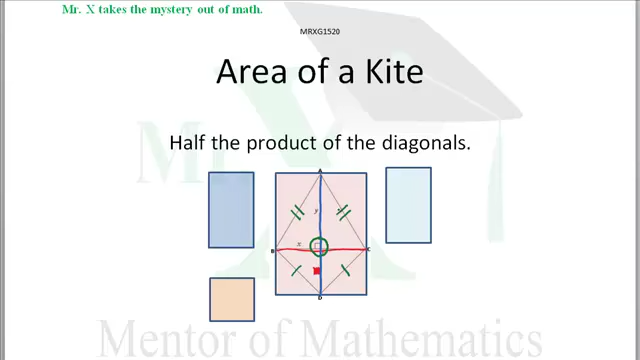 Mr. X takes the mystery out of math.
MRXG1520
Area of a Kite
Half the product of the diagonals.
A
y
x
B
C
D
Mr. X
Mentor of Mathematics